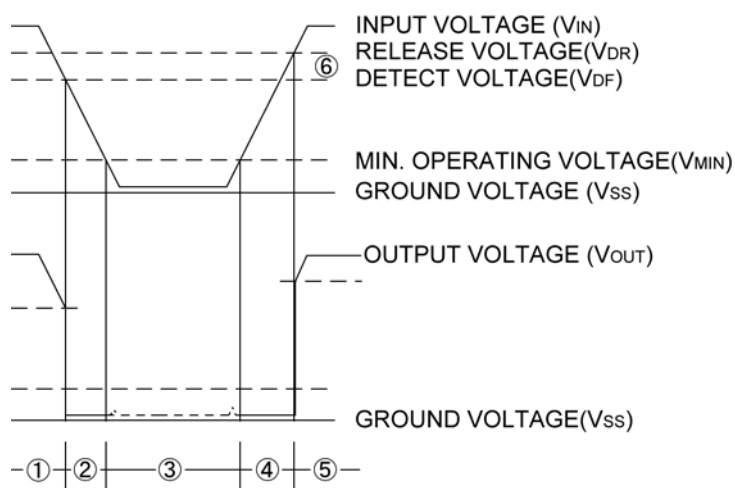 INPUT VOLTAGE (VIN)
RELEASE VOLTAGE(VDR)
⑥
DETECT VOLTAGE(VDF)
MIN. OPERATING VOLTAGE(VMIN)
GROUND VOLTAGE (VSS)
OUTPUT VOLTAGE (VOUT)
GROUND VOLTAGE(VSS)
① ② ③ ④ ⑤